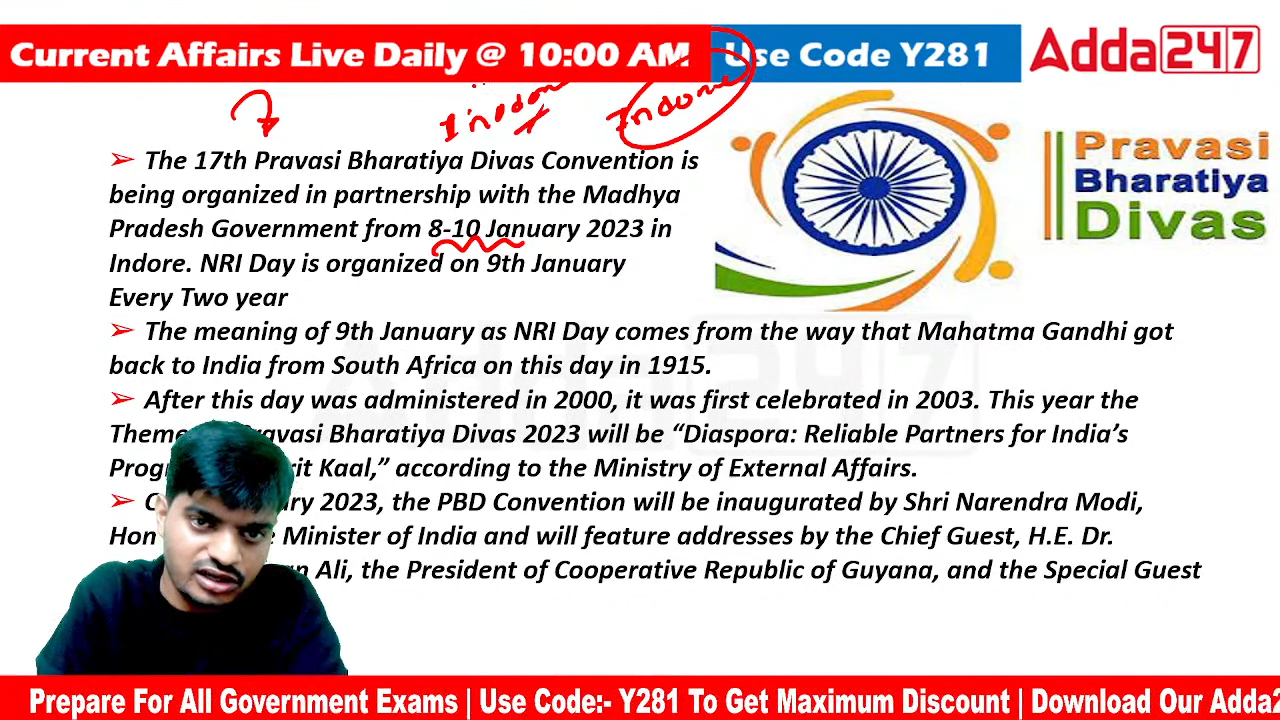 Current Affairs Live Daily @ 10:00 AM Use Code Y281 Adda247
➢ The 17th Pravasi Bharatiya Divas Convention is
being organized in partnership with the Madhya
Pradesh Government from 8-10 January 2023 in
Indore. NRI Day is organized on 9th January
Every Two year
Pravasi
Bharatiya
Divas
➢ The meaning of 9th January as NRI Day comes from the way that Mahatma Gandhi got
back to India from South Africa on this day in 1915.
➢ After this day was administered in 2000, it was first celebrated in 2003. This year the
Theme Pravasi Bharatiya Divas 2023 will be “Diaspora: Reliable Partners for India’s
Kaal,” according to the Ministry of External Affairs.
➢ 2023, the PBD Convention will be inaugurated by Shri Narendra Modi,
Minister of India and will feature addresses by the Chief Guest, H.E. Dr.
Ali, the President of Cooperative Republic of Guyana, and the Special Guest
Prepare For All Government Exams | Use Code:- Y281 To Get Maximum Discount | Download Our Adda2